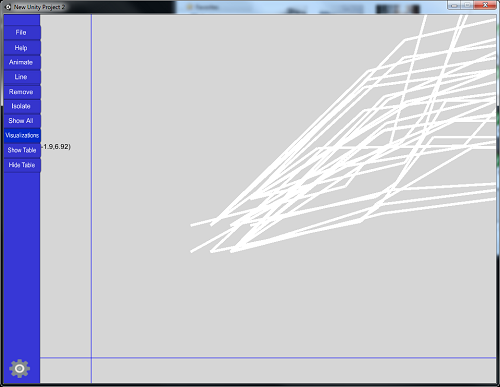 New Unity Project 2
File
Help
Animate
Line
Remove
Isolate
Show All
Visualizations
Show Table
-1.9,6.92)
Hide Table